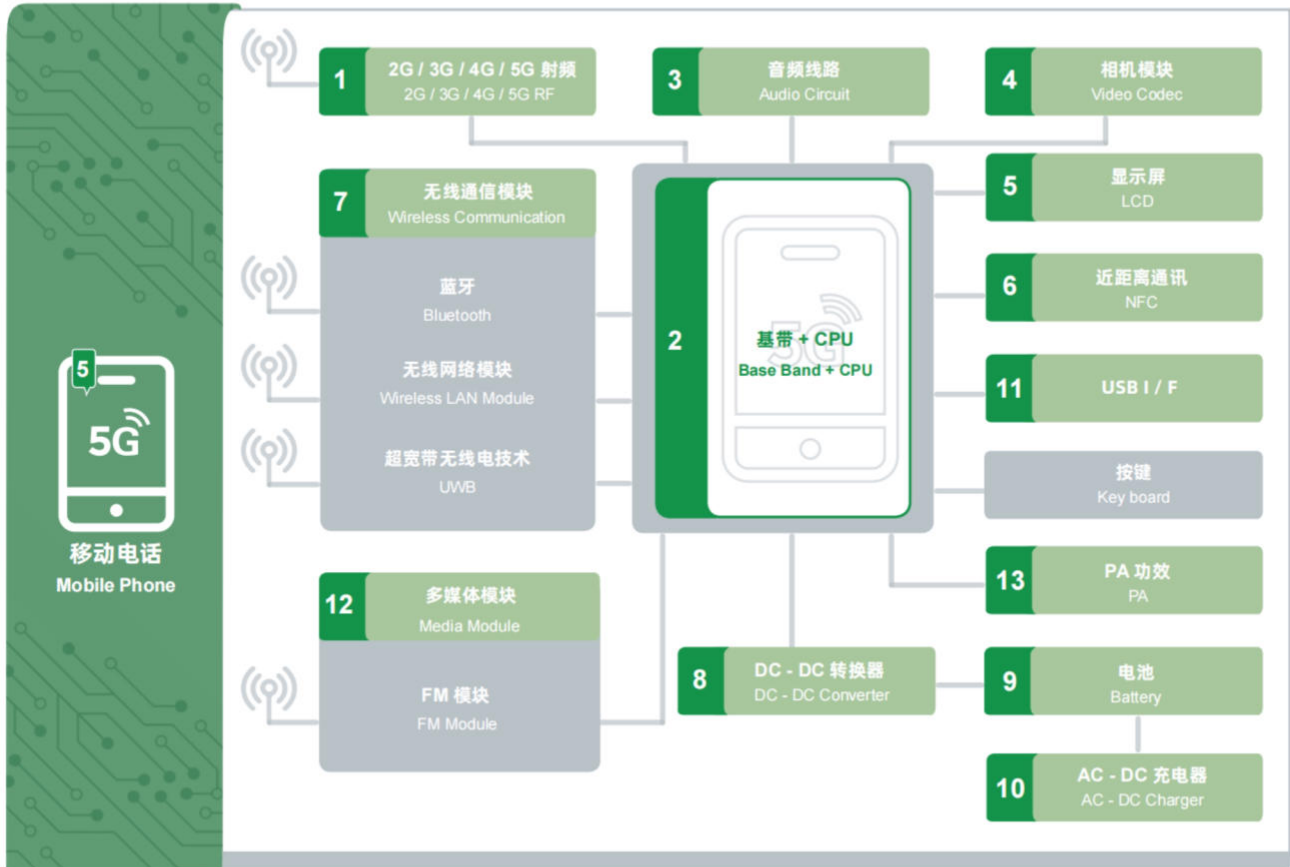 5
5G
移动电话
Mobile Phone
1
2G / 3G / 4G / 5G 射频
2G / 3G / 4G / 5G RF
3
音频线路
Audio Circuit
4
相机模块
Video Codec
7
无线通信模块
Wireless Communication
蓝牙
Bluetooth
无线网络模块
Wireless LAN Module
超宽带无线电技术
UWB
2
5G
基带 + CPU
Base Band + CPU
5
显示屏
LCD
6
近距离通讯
NFC
11
USB I / F
按键
Key board
13
PA 功效
PA
12
多媒体模块
Media Module
FM 模块
FM Module
8
DC - DC 转换器
DC - DC Converter
9
电池
Battery
10
AC - DC 充电器
AC - DC Charger